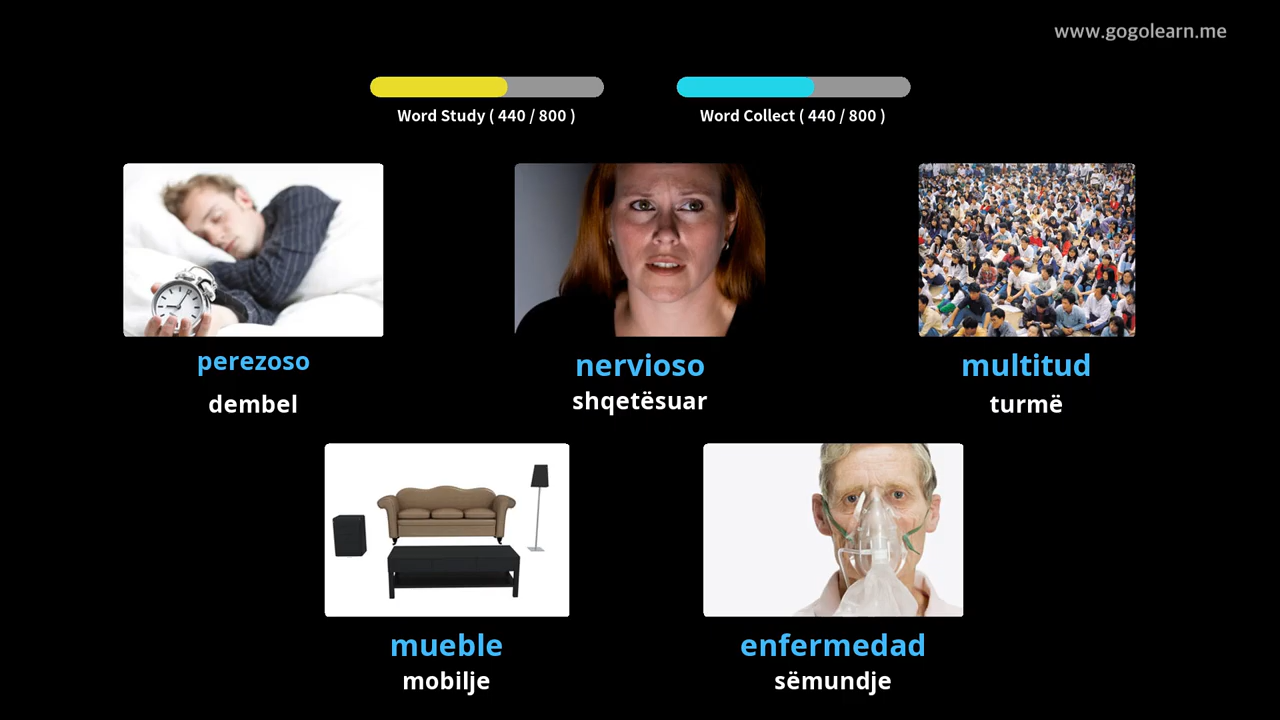 www.gogolearn.me
Word Study ( 440 / 800 )
Word Collect ( 440 / 800 )
perezoso
dembel
nervioso
shqetësuar
multitud
turmë
mueble
mobilje
enfermedad
sëmundje